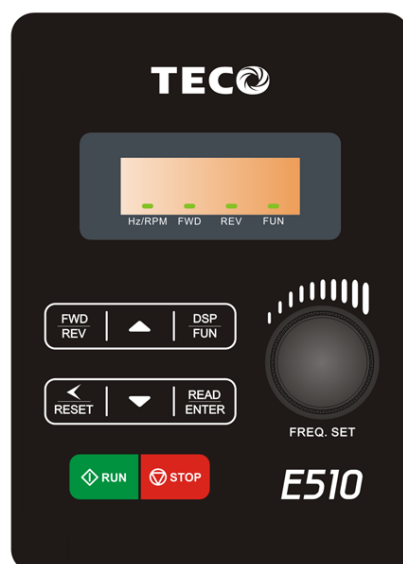 TECO
Hz/RPM FWD REV FUN
FWD
REV
DSP
FUN
RESET
READ
ENTER
FREQ. SET
RUN
STOP
E510